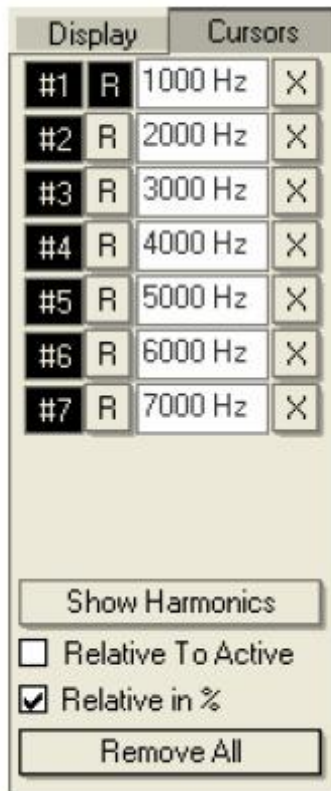 Display Cursors
#1 R 1000 Hz X
#2 R 2000 Hz X
#3 R 3000 Hz X
#4 R 4000 Hz X
#5 R 5000 Hz X
#6 R 6000 Hz X
#7 R 7000 Hz X
Show Harmonics
Relative To Active
Relative in %
Remove All